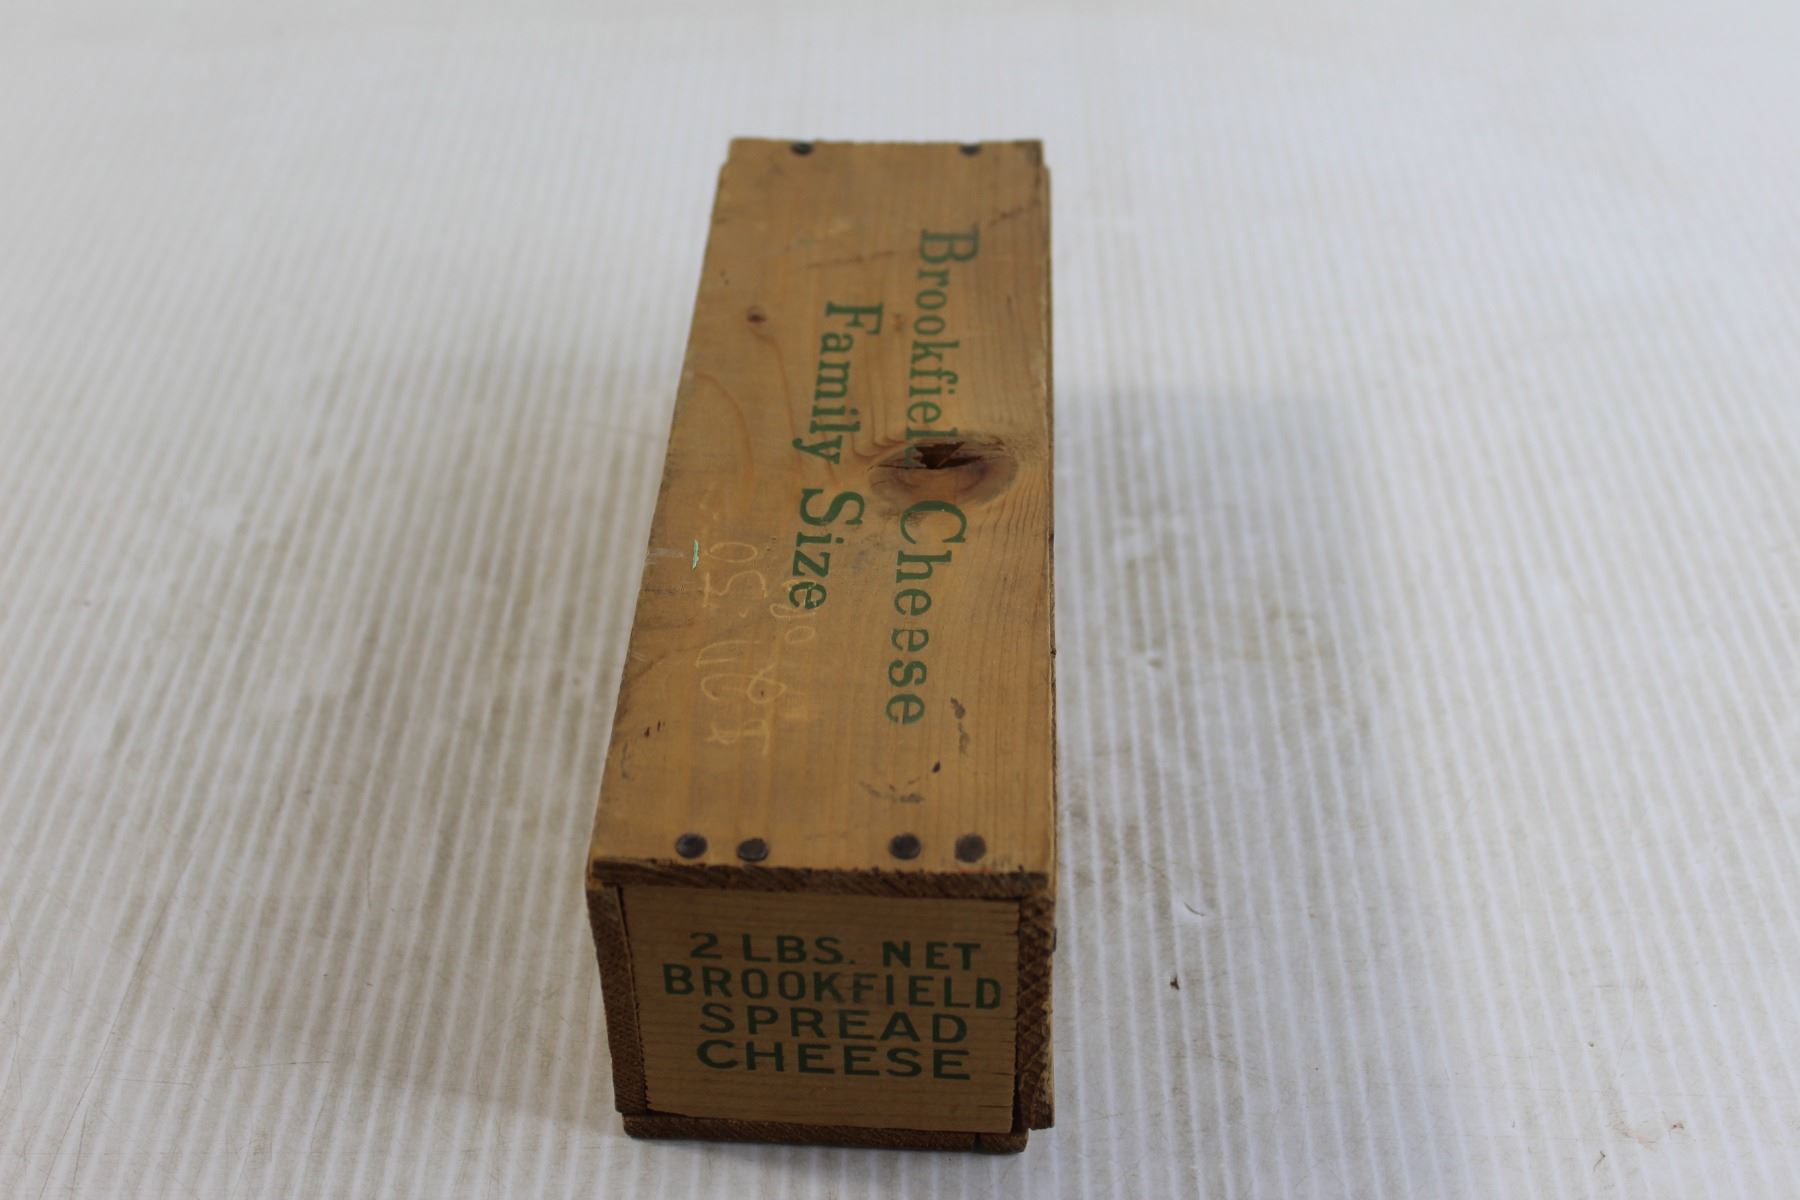 Brookfield Cheese
Family Size
2 LBS. NET
BROOKFIELD
SPREAD
CHEESE